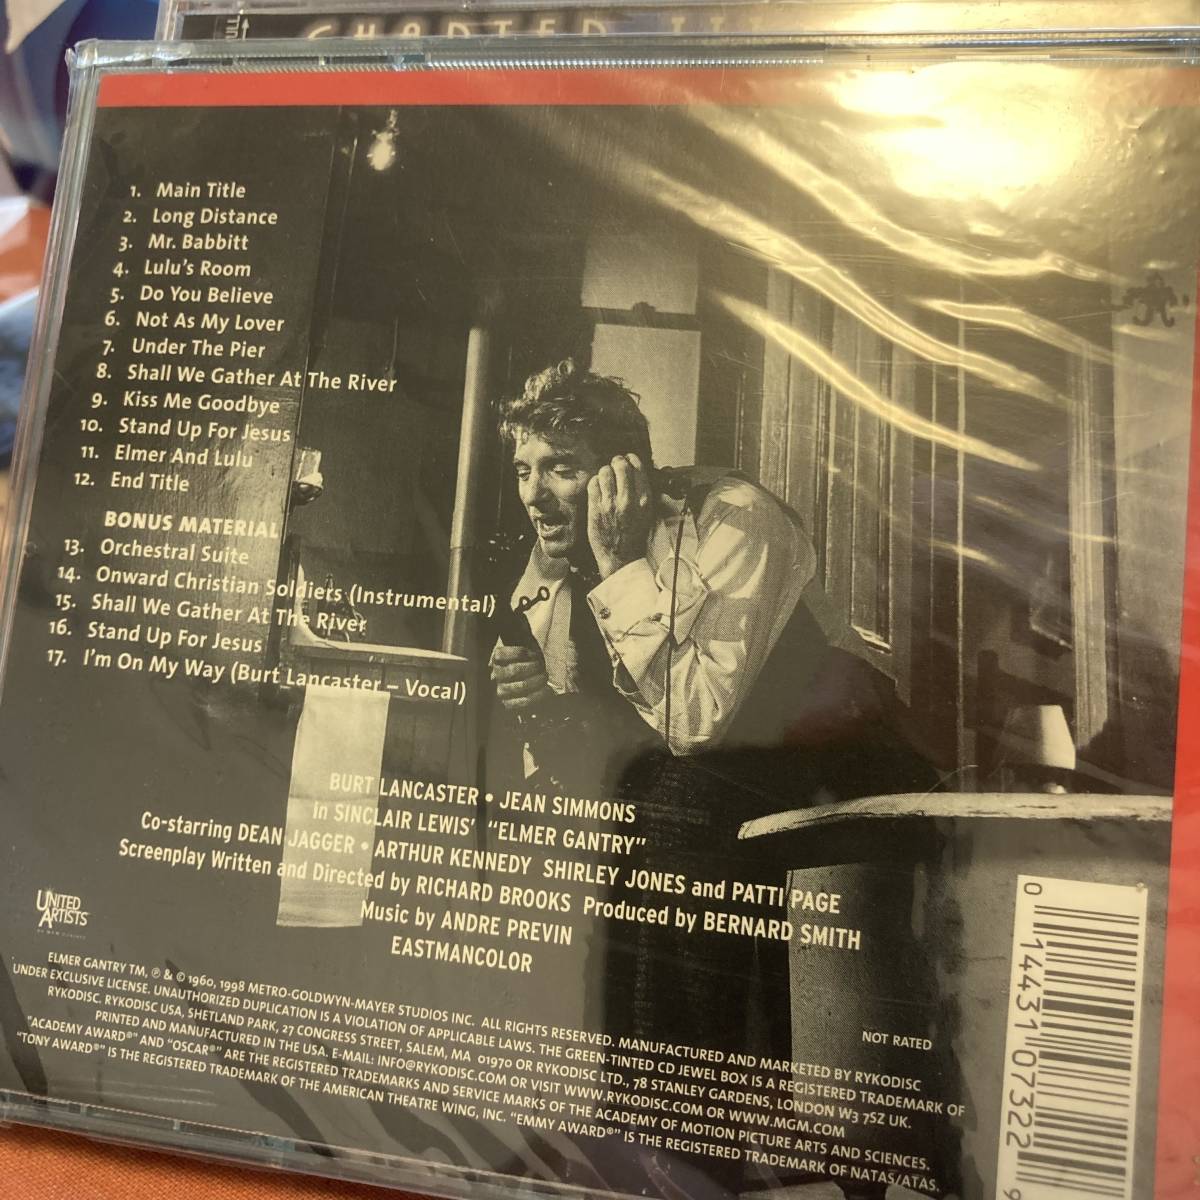 FULL
CHAPTER III
1. Main Title
2. Long Distance
3. Mr. Babbitt
4. Lulu's Room
5. Do You Believe
6. Not As My Lover
7. Under The Pier
8. Shall We Gather At The River
9. Kiss Me Goodbye
10. Stand Up For Jesus
11. Elmer And Lulu
12. End Title
BONUS MATERIAL
13. Orchestral Suite
14. Onward Christian Soldiers (Instrumental)
15. Shall We Gather At The River
16. Stand Up For Jesus
17. I'm On My Way (Burt Lancaster – Vocal)
BURT LANCASTER • JEAN SIMMONS
in SINCLAIR LEWIS' "ELMER GANTRY"
Co-starring DEAN JAGGER • ARTHUR KENNEDY SHIRLEY JONES and PATTI PAGE
Screenplay Written and Directed by RICHARD BROOKS Produced by BERNARD SMITH
Music by ANDRE PREVIN
EASTMANCOLOR
UNITED
ARTISTS
NOT RATED
ELMER GANTRY TM, ℗ & © 1960, 1998 METRO-GOLDWYN-MAYER STUDIOS INC. ALL RIGHTS RESERVED. MANUFACTURED AND MARKETED BY RYKODISC
UNDER EXCLUSIVE LICENSE. UNAUTHORIZED DUPLICATION IS A VIOLATION OF APPLICABLE LAWS. THE GREEN-TINTED CD JEWEL BOX IS A REGISTERED TRADEMARK OF
RYKODISC. RYKODISC USA, SHETLAND PARK, 27 CONGRESS STREET, SALEM, MA 01970 OR RYKODISC LTD., 78 STANLEY GARDENS, LONDON W3 7SZ UK.
PRINTED AND MANUFACTURED IN THE USA. E-MAIL: INFO@RYKODISC.COM OR VISIT WWW.RYKODISC.COM OR WWW.MGM.COM
"ACADEMY AWARD®" AND "OSCAR®" ARE THE REGISTERED TRADEMARKS AND SERVICE MARKS OF THE ACADEMY OF MOTION PICTURE ARTS AND SCIENCES.
"TONY AWARD®" IS THE REGISTERED TRADEMARK OF THE AMERICAN THEATRE WING, INC. "EMMY AWARD®" IS THE REGISTERED TRADEMARK OF NATAS/ATAS.
0 14431 07322 9